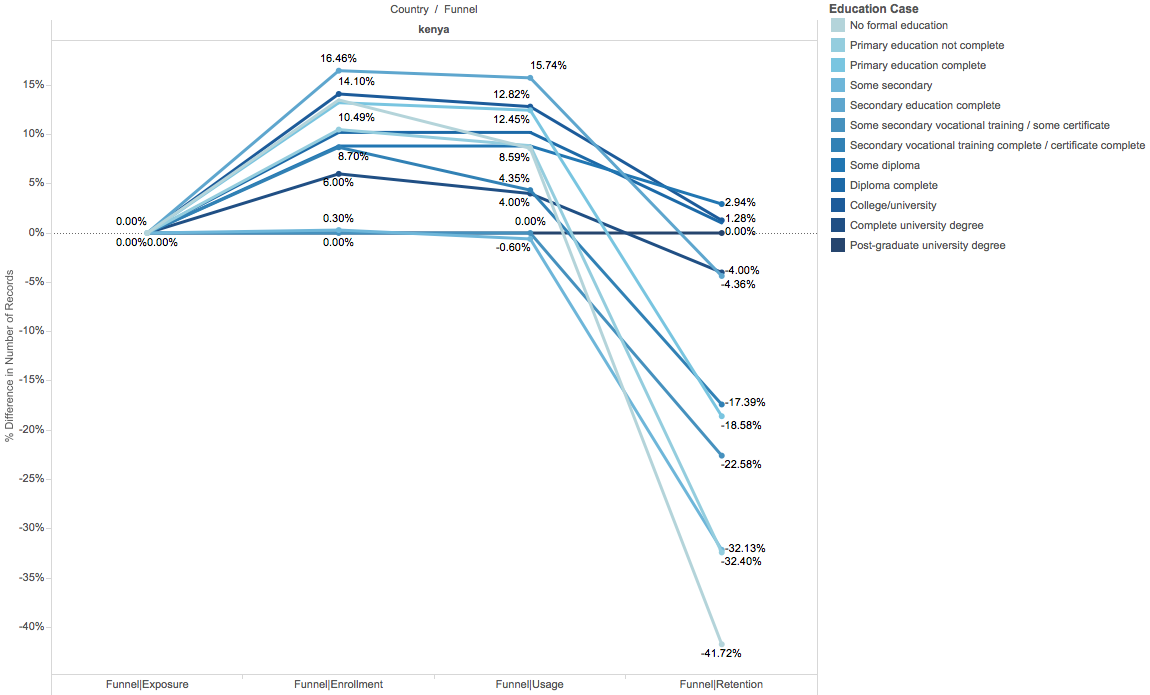 Country / Funnel
kenya
% Difference in Number of Records
15%
10%
5%
0%
-5%
-10%
-15%
-20%
-25%
-30%
-35%
-40%
0.00%
0.00%
0.00%
16.46%
14.10%
10.49%
8.70%
6.00%
0.30%
0.00%
15.74%
12.82%
12.45%
8.59%
4.35%
4.00%
0.00%
-0.60%
2.94%
1.28%
0.00%
-4.00%
-4.36%
-17.39%
-18.58%
-22.58%
-32.13%
-32.40%
-41.72%
Funnel|Exposure
Funnel|Enrollment
Funnel|Usage
Funnel|Retention
Education Case
No formal education
Primary education not complete
Primary education complete
Some secondary
Secondary education complete
Some secondary vocational training / some certificate
Secondary vocational training complete / certificate complete
Some diploma
Diploma complete
College/university
Complete university degree
Post-graduate university degree